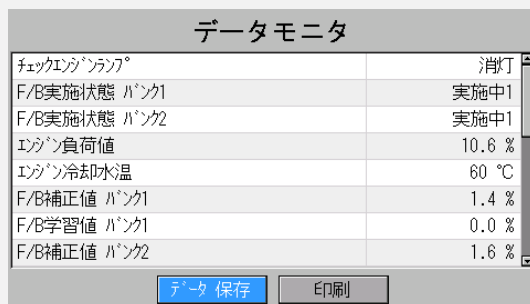 データモニタ
チェックエンジンランプ 消灯
F/B実施状態 バンク1 実施中1
F/B実施状態 バンク2 実施中1
エンジン負荷値 10.6 %
エンジン冷却水温 60 ℃
F/B補正値 バンク1 1.4 %
F/B学習値 バンク1 0.0 %
F/B補正値 バンク2 1.6 %
データ 保存 印刷